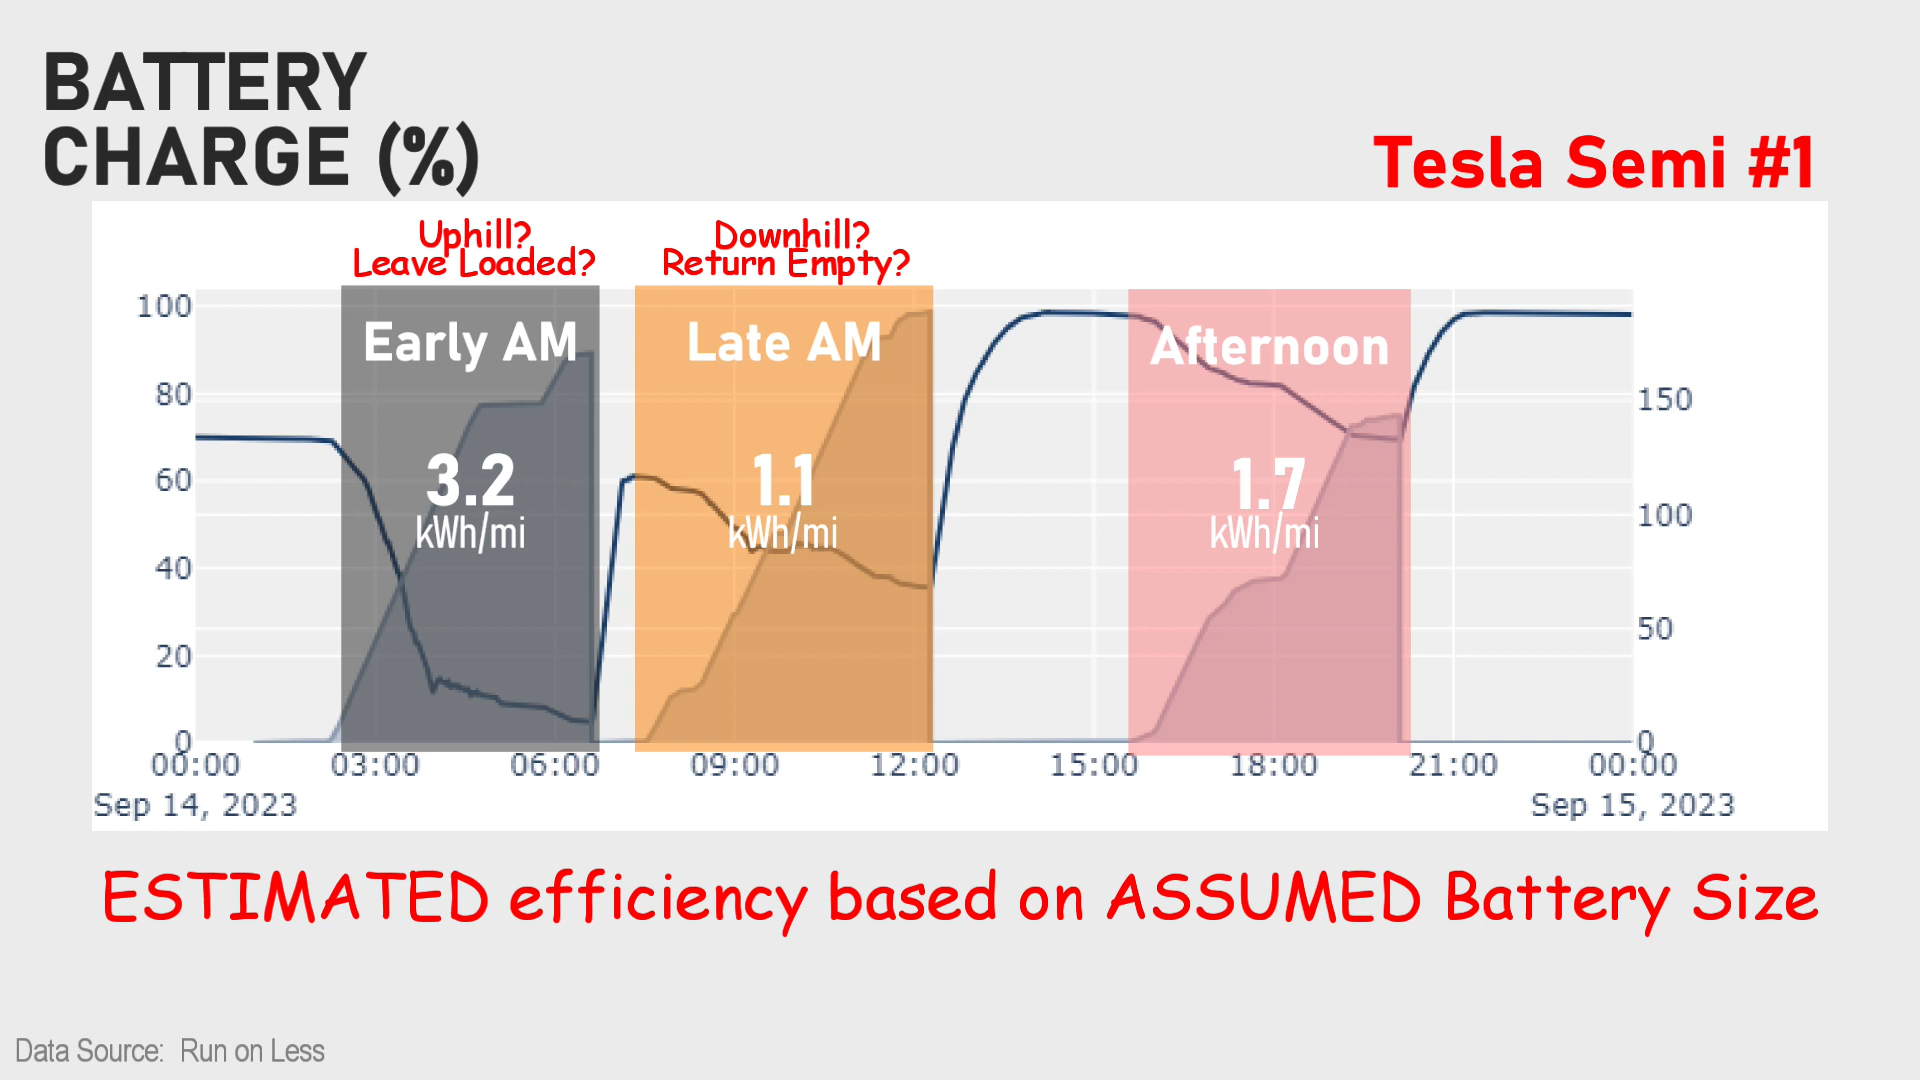 BATTERY
CHARGE (%)
Tesla Semi #1
Uphill?
Leave Loaded?
Downhill?
Return Empty?
Early AM
3.2
kWh/mi
Late AM
1.1
kWh/mi
Afternoon
1.7
kWh/mi
100
80
60
40
20
0
150
100
50
0
00:00 03:00 06:00 09:00 12:00 15:00 18:00 21:00 00:00
Sep 14, 2023 Sep 15, 2023
ESTIMATED efficiency based on ASSUMED Battery Size
Data Source: Run on Less